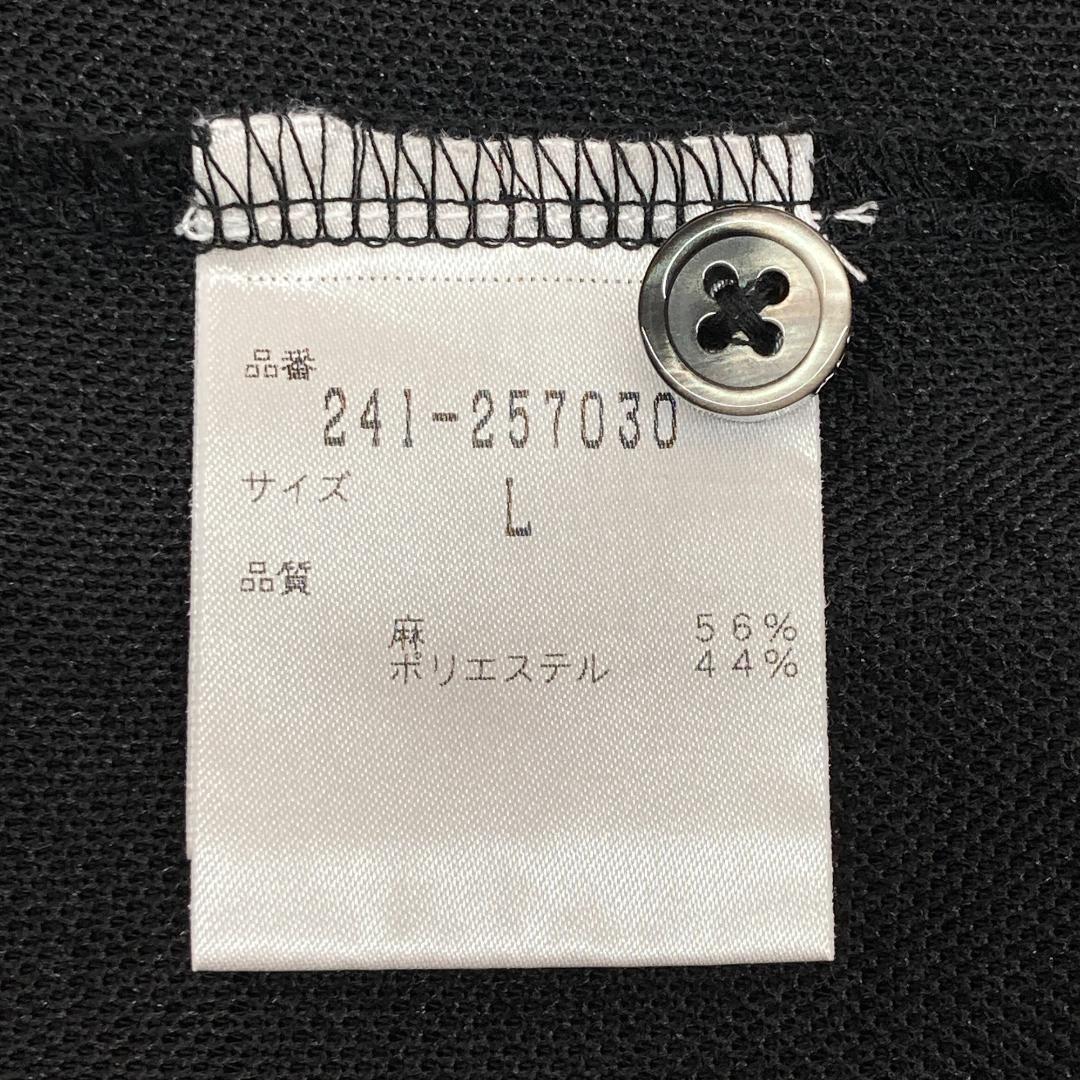 品番
241-257030
サイズ
L
品質
麻 56%
ポリエステル 44%